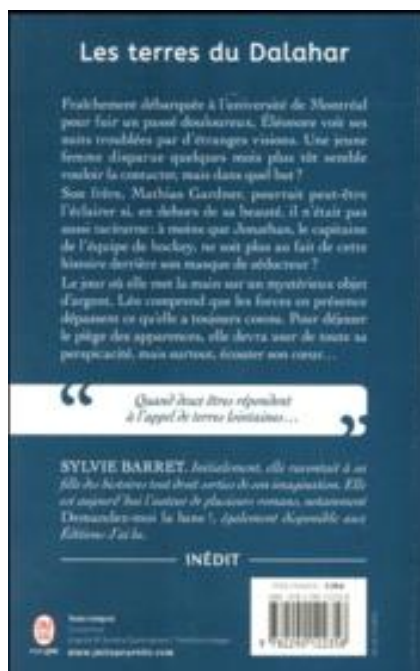 Les terres du Dalahar
Fraîchement débarquée à l'université de Montréal
pour fuir un passé douloureux, Éléonore voit ses
nuits troublées par d'étranges visions. Une jeune
femme disparue quelques mois plus tôt semble
vouloir la contacter, mais dans quel but ?
Son frère, Mathias Gardner, pourrait peut-être
l'éclairer si, en dehors de sa beauté, il n'était pas
aussi taciturne : à moins que Jonathan, le capitaine
de l'équipe de hockey, ne soit plus au fait de cette
histoire derrière son masque de séducteur ?
Le jour où elle met la main sur un mystérieux objet
d'argent, Léo comprend que les forces en présence
dépassent ce qu'elle a toujours connu. Pour déjouer
le piège des apparences, elle devra user de toute sa
perspicacité, mais surtout, écouter son cœur…
“
Quand deux êtres répondent
à l'appel de terres lointaines…
”
SYLVIE BARRET. Initialement, elle racontait à sa
fille des histoires tout droit sorties de son imagination. Elle
est aujourd'hui l'auteur de plusieurs romans, notamment
Demandez-moi la lune !, également disponible aux
Éditions J'ai lu.
INÉDIT
Texte intégral